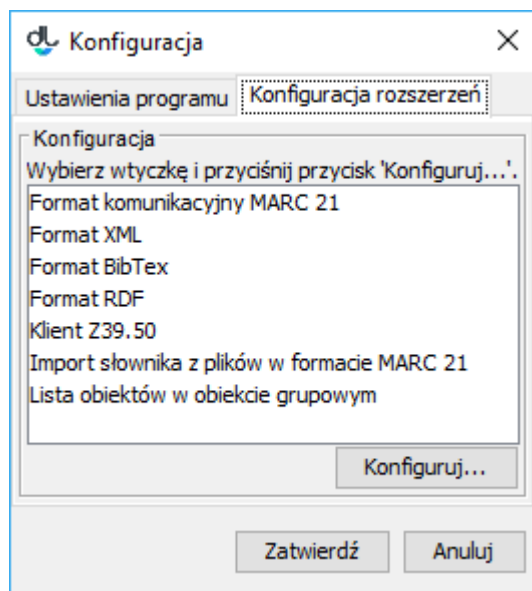 Konfiguracja
Ustawienia programu Konfiguracja rozszerzeń
Konfiguracja
Wybierz wtyczkę i przyciśnij przycisk 'Konfiguruj...'.
Format komunikacyjny MARC 21
Format XML
Format BibTex
Format RDF
Klient Z39.50
Import słownika z plików w formacie MARC 21
Lista obiektów w obiekcie grupowym
Konfiguruj...
Zatwierdź Anuluj